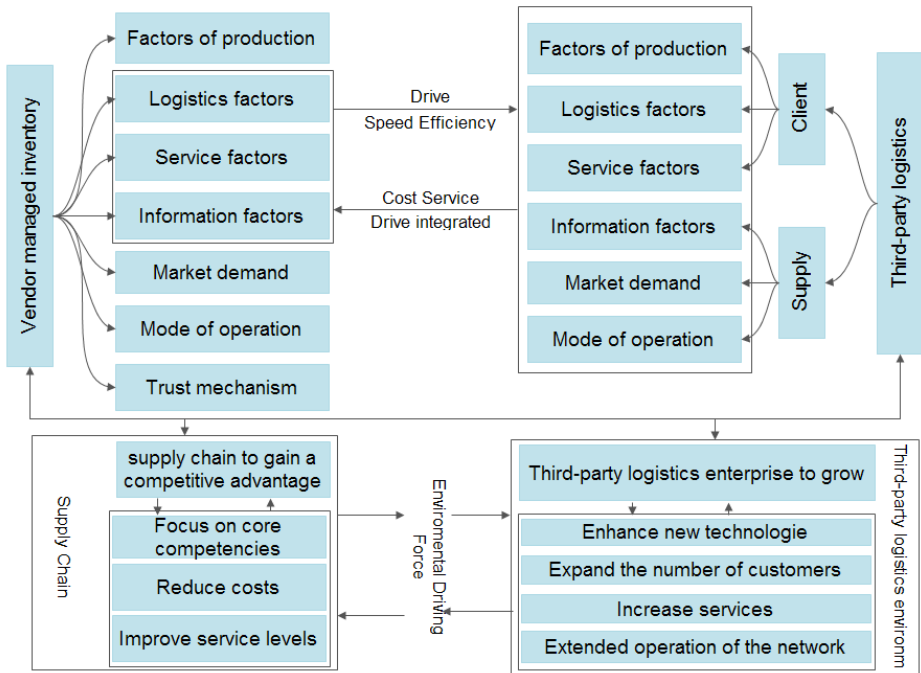 Vendor managed inventory
Factors of production
Logistics factors
Service factors
Information factors
Market demand
Mode of operation
Trust mechanism
Drive
Speed Efficiency
Cost Service
Drive integrated
Factors of production
Logistics factors
Service factors
Information factors
Market demand
Mode of operation
Client
Supply
Third-party logistics
Supply Chain
supply chain to gain a
competitive advantage
Focus on core
competencies
Reduce costs
Improve service levels
Enviromental Driving
Force
Third-party logistics enterprise to grow
Enhance new technologie
Expand the number of customers
Increase services
Extended operation of the network
Third-party logistics environm